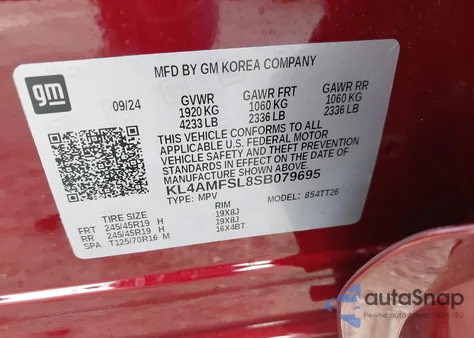 MFD BY GM KOREA COMPANY
gm
09/24
GVWR GAWR FRT GAWR RR
1920 KG 1060 KG 1060 KG
4233 LB 2336 LB 2336 LB
THIS VEHICLE CONFORMS TO ALL
APPLICABLE U.S. FEDERAL MOTOR
VEHICLE SAFETY AND THEFT PREVENTION
STANDARDS IN EFFECT ON THE DATE OF
MANUFACTURE SHOWN ABOVE.
KL4AMFSL8SB079695
TYPE: MPV MODEL: 854TT26
TIRE SIZE RIM
FRT 245/45R19 H 19X8J
RR 245/45R19 H 19X8J
SPA T125/70R16 M 16X4BT
autoSnap